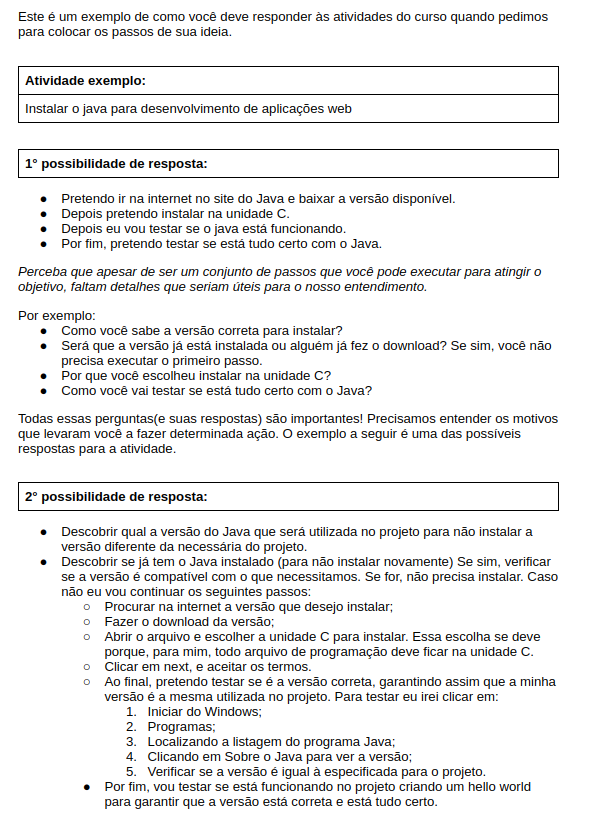 Este é um exemplo de como você deve responder às atividades do curso quando pedimos
para colocar os passos de sua ideia.
Atividade exemplo:
Instalar o java para desenvolvimento de aplicações web
1° possibilidade de resposta:
● Pretendo ir na internet no site do Java e baixar a versão disponível.
● Depois pretendo instalar na unidade C.
● Depois eu vou testar se o java está funcionando.
● Por fim, pretendo testar se está tudo certo com o Java.
Perceba que apesar de ser um conjunto de passos que você pode executar para atingir o
objetivo, faltam detalhes que seriam úteis para o nosso entendimento.
Por exemplo:
● Como você sabe a versão correta para instalar?
● Será que a versão já está instalada ou alguém já fez o download? Se sim, você não
precisa executar o primeiro passo.
● Por que você escolheu instalar na unidade C?
● Como você vai testar se está tudo certo com o Java?
Todas essas perguntas(e suas respostas) são importantes! Precisamos entender os motivos
que levaram você a fazer determinada ação. O exemplo a seguir é uma das possíveis
respostas para a atividade.
2° possibilidade de resposta:
● Descobrir qual a versão do Java que será utilizada no projeto para não instalar a
versão diferente da necessária do projeto.
● Descobrir se já tem o Java instalado (para não instalar novamente) Se sim, verificar
se a versão é compatível com o que necessitamos. Se for, não precisa instalar. Caso
não eu vou continuar os seguintes passos:
○ Procurar na internet a versão que desejo instalar;
○ Fazer o download da versão;
○ Abrir o arquivo e escolher a unidade C para instalar. Essa escolha se deve
porque, para mim, todo arquivo de programação deve ficar na unidade C.
○ Clicar em next, e aceitar os termos.
○ Ao final, pretendo testar se é a versão correta, garantindo assim que a minha
versão é a mesma utilizada no projeto. Para testar eu irei clicar em:
1. Iniciar do Windows;
2. Programas;
3. Localizando a listagem do programa Java;
4. Clicando em Sobre o Java para ver a versão;
5. Verificar se a versão é igual à especificada para o projeto.
● Por fim, vou testar se está funcionando no projeto criando um hello world
para garantir que a versão está correta e está tudo certo.